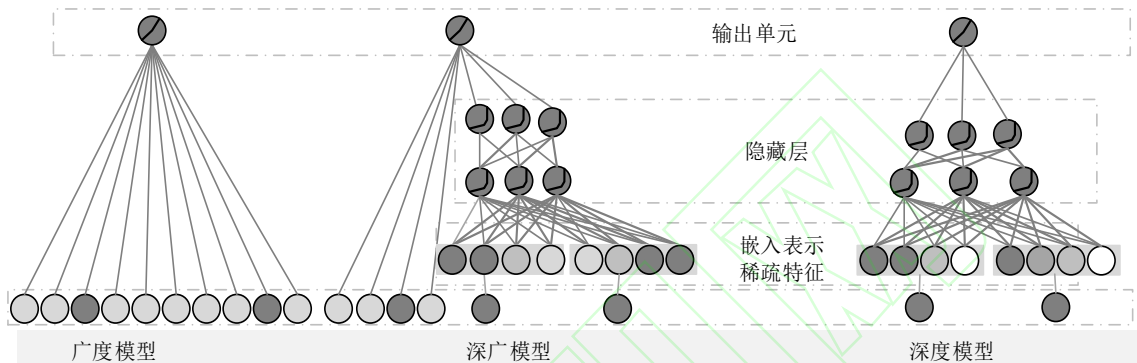 输出单元
隐藏层
嵌入表示
稀疏特征
广度模型
深广模型
深度模型